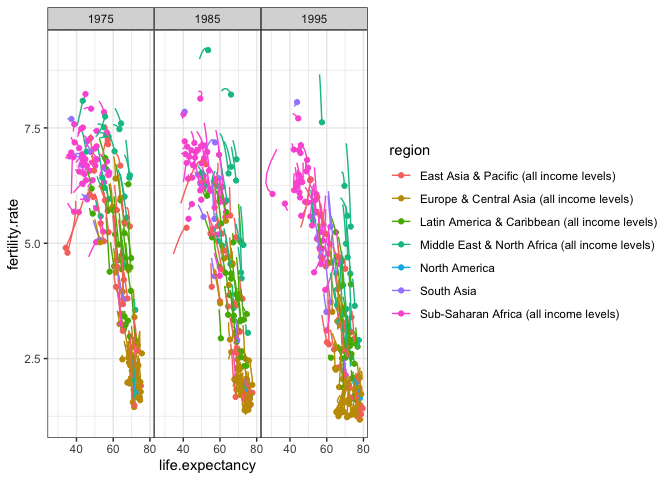 1975 1985 1995
7.5
5.0
2.5
fertility.rate
40 60 80 40 60 80 40 60 80
life.expectancy
region
East Asia & Pacific (all income levels)
Europe & Central Asia (all income levels)
Latin America & Caribbean (all income levels)
Middle East & North Africa (all income levels)
North America
South Asia
Sub-Saharan Africa (all income levels)